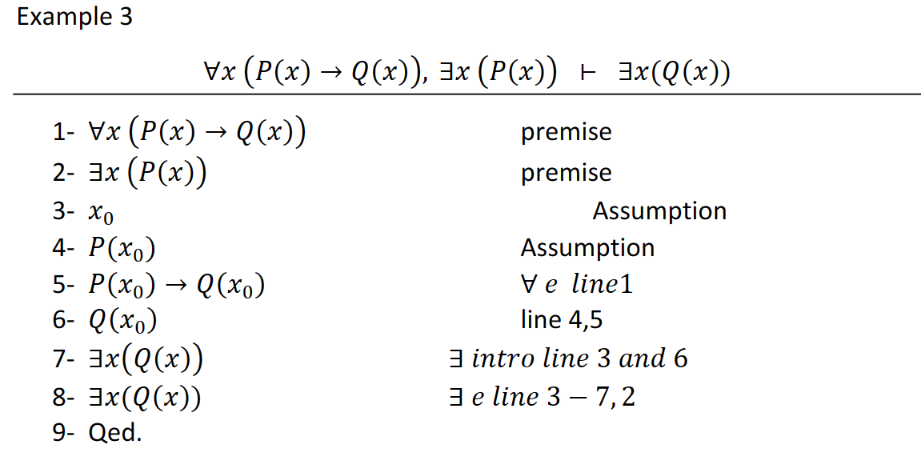 Example 3
∀x (P(x) → Q(x)), ∃x (P(x)) ⊢ ∃x(Q(x))
1- ∀x (P(x) → Q(x)) premise
2- ∃x (P(x)) premise
3- x₀ Assumption
4- P(x₀) Assumption
5- P(x₀) → Q(x₀) ∀ e line1
6- Q(x₀) line 4,5
7- ∃x(Q(x)) ∃ intro line 3 and 6
8- ∃x(Q(x)) ∃ e line 3 – 7, 2
9- Qed.